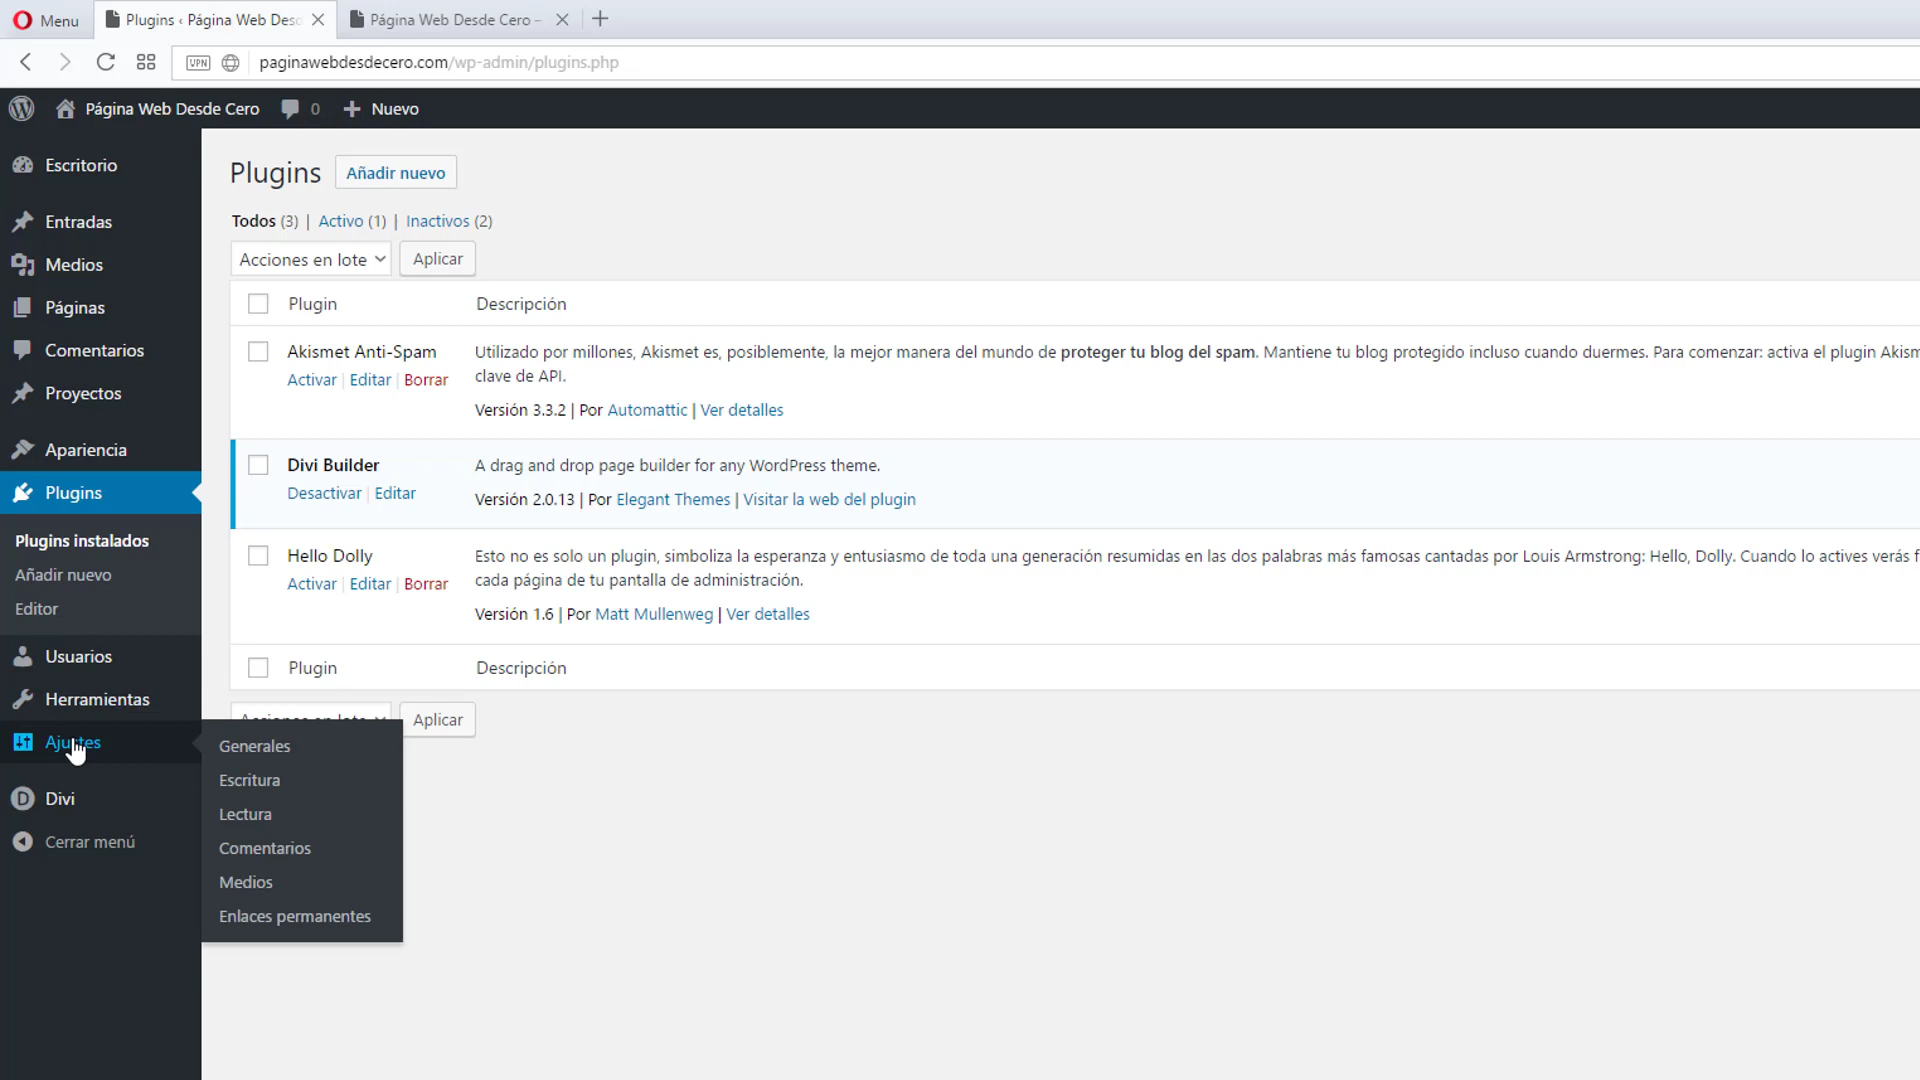 Menu
Plugins ‹ Página Web Desd
Página Web Desde Cero –
VPN
paginawebdesdecero.com/wp-admin/plugins.php
Página Web Desde Cero
0
Nuevo
Escritorio
Entradas
Medios
Páginas
Comentarios
Proyectos
Apariencia
Plugins
Plugins instalados
Añadir nuevo
Editor
Usuarios
Herramientas
Ajustes
Divi
Cerrar menú
Generales
Escritura
Lectura
Comentarios
Medios
Enlaces permanentes
Plugins
Añadir nuevo
Todos (3) | Activo (1) | Inactivos (2)
Acciones en lote
Aplicar
Plugin
Descripción
Akismet Anti-Spam
Activar | Editar | Borrar
Utilizado por millones, Akismet es, posiblemente, la mejor manera del mundo de proteger tu blog del spam. Mantiene tu blog protegido incluso cuando duermes. Para comenzar: activa el plugin Akism
clave de API.
Versión 3.3.2 | Por Automattic | Ver detalles
Divi Builder
Desactivar | Editar
A drag and drop page builder for any WordPress theme.
Versión 2.0.13 | Por Elegant Themes | Visitar la web del plugin
Hello Dolly
Activar | Editar | Borrar
Esto no es solo un plugin, simboliza la esperanza y entusiasmo de toda una generación resumidas en las dos palabras más famosas cantadas por Louis Armstrong: Hello, Dolly. Cuando lo actives verás f
cada página de tu pantalla de administración.
Versión 1.6 | Por Matt Mullenweg | Ver detalles
Plugin
Descripción
Acciones en lote
Aplicar